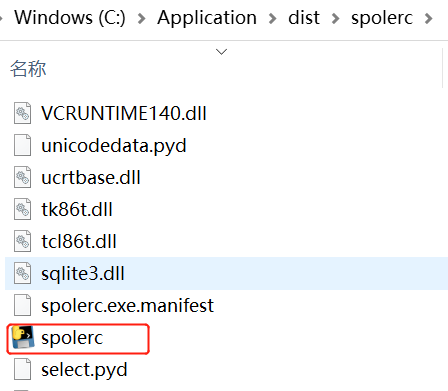 Windows (C:) > Application > dist > spolerc >
名称
VCRUNTIME140.dll
unicodedata.pyd
ucrtbase.dll
tk86t.dll
tcl86t.dll
sqlite3.dll
spolerc.exe.manifest
spolerc
select.pyd